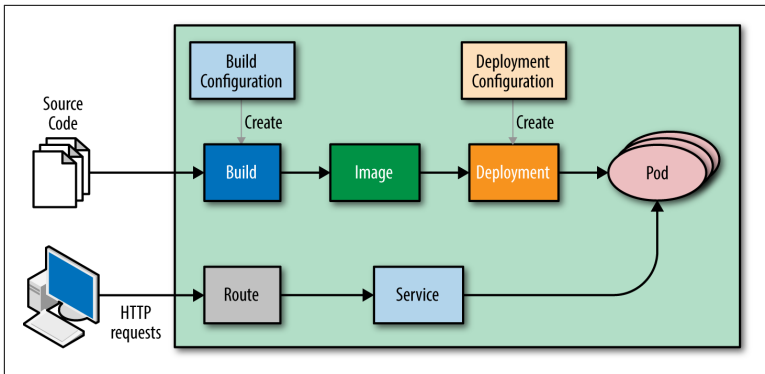 Build
Configuration
Deployment
Configuration
Source
Code
Create
Create
Build
Image
Deployment
Pod
Route
Service
HTTP
requests